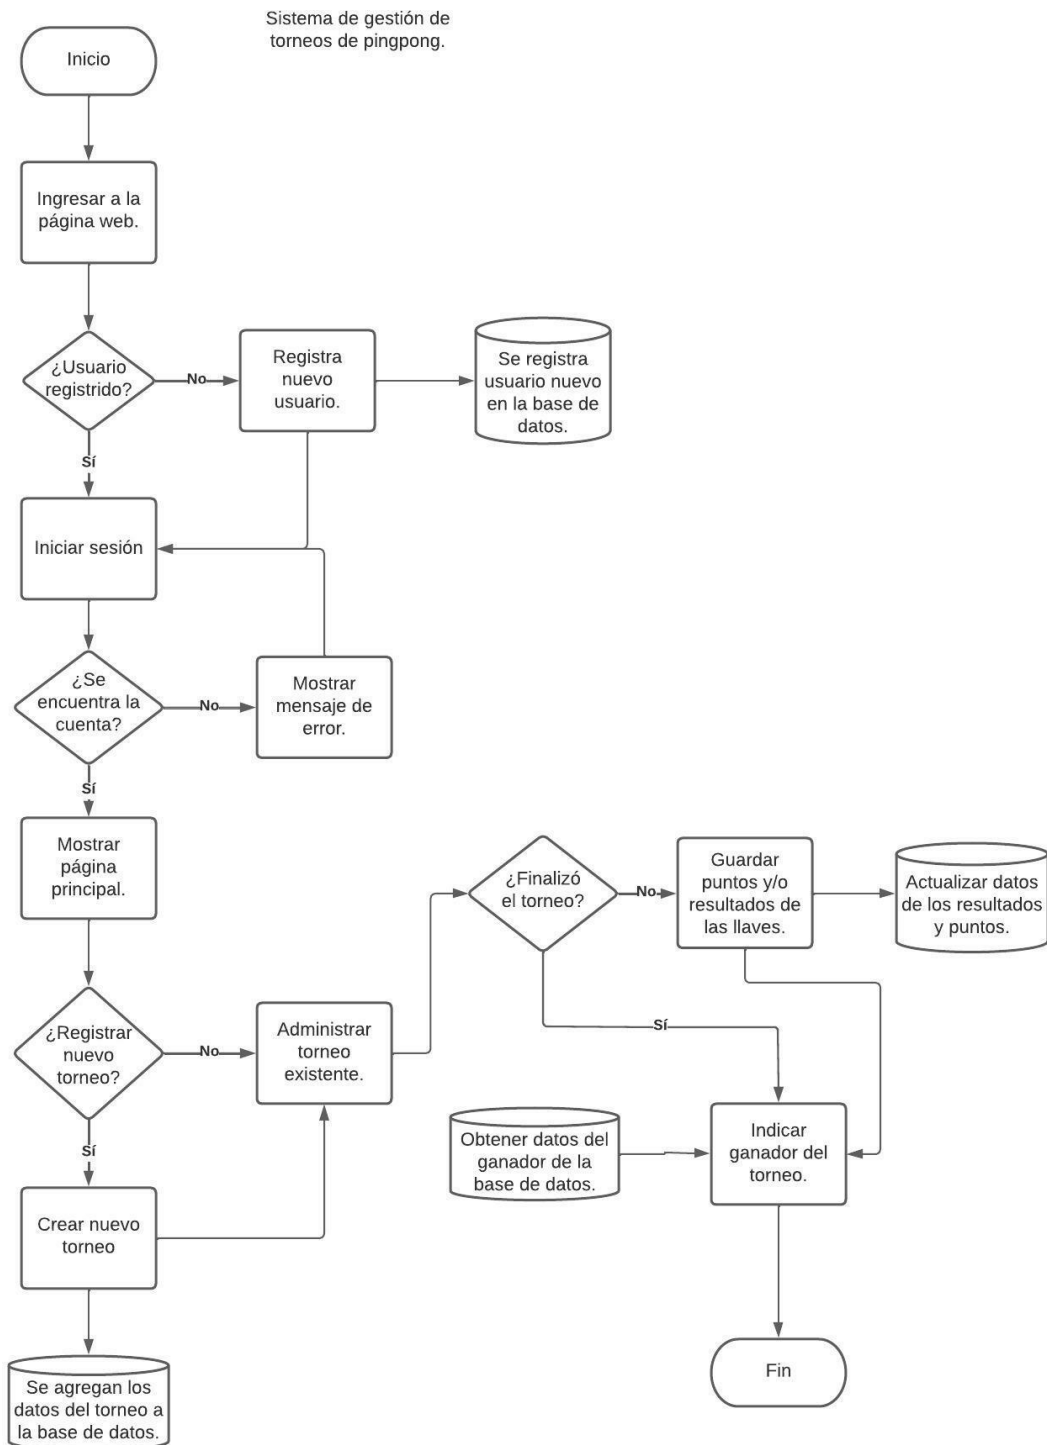 Sistema de gestión de
torneos de pingpong.
Inicio
Ingresar a la
página web.
¿Usuario
registrido?
No
Registra
nuevo
usuario.
Se registra
usuario nuevo
en la base de
datos.
Sí
Iniciar sesión
¿Se
encuentra la
cuenta?
No
Mostrar
mensaje de
error.
Sí
Mostrar
página
principal.
¿Registrar
nuevo
torneo?
No
Administrar
torneo
existente.
Sí
Crear nuevo
torneo
Se agregan los
datos del torneo a
la base de datos.
¿Finalizó
el torneo?
No
Guardar
puntos y/o
resultados de
las llaves.
Actualizar datos
de los resultados
y puntos.
Sí
Obtener datos del
ganador de la
base de datos.
Indicar
ganador del
torneo.
Fin